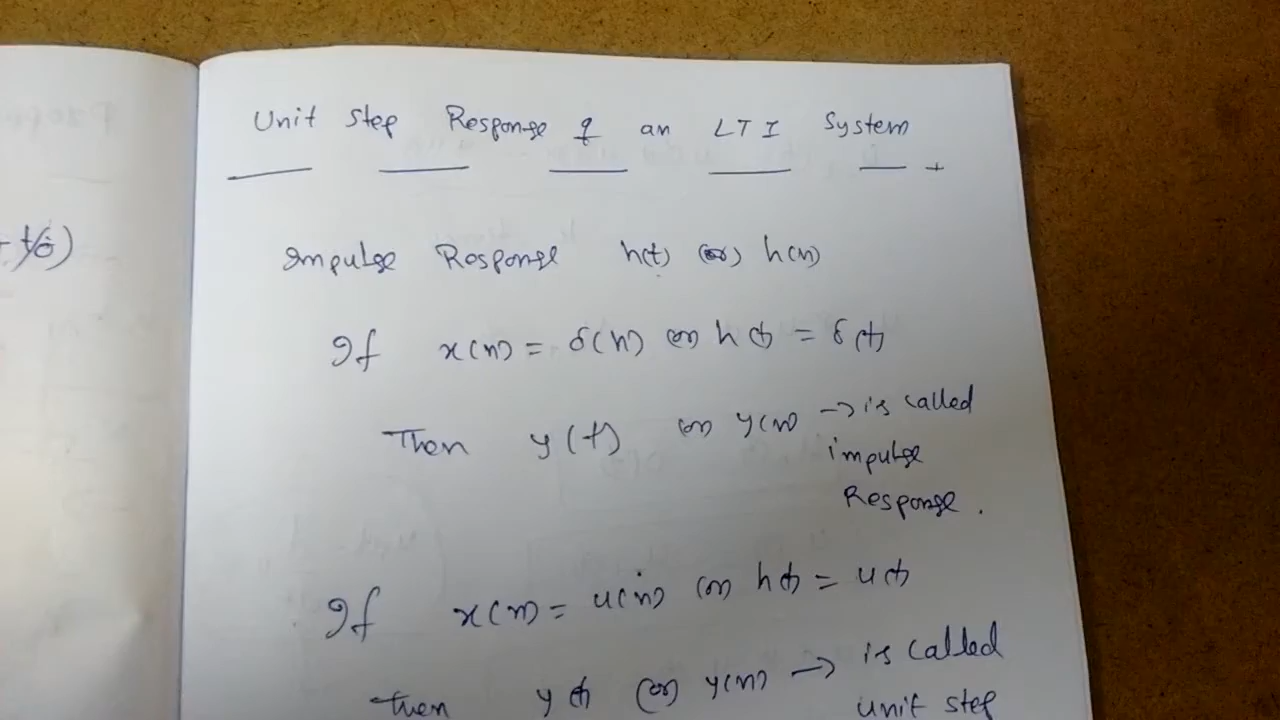 Unit Step Response of an LTI System
Impulse Response h(t) (or) h(n)
If x(n) = δ(n) or h(t) = δ(t)
Then y(t) or y(n) → is called
impulse
Response.
If x(n) = u(n) or h(t) = u(t)
Then y(t) (or) y(n) → is called
unit step